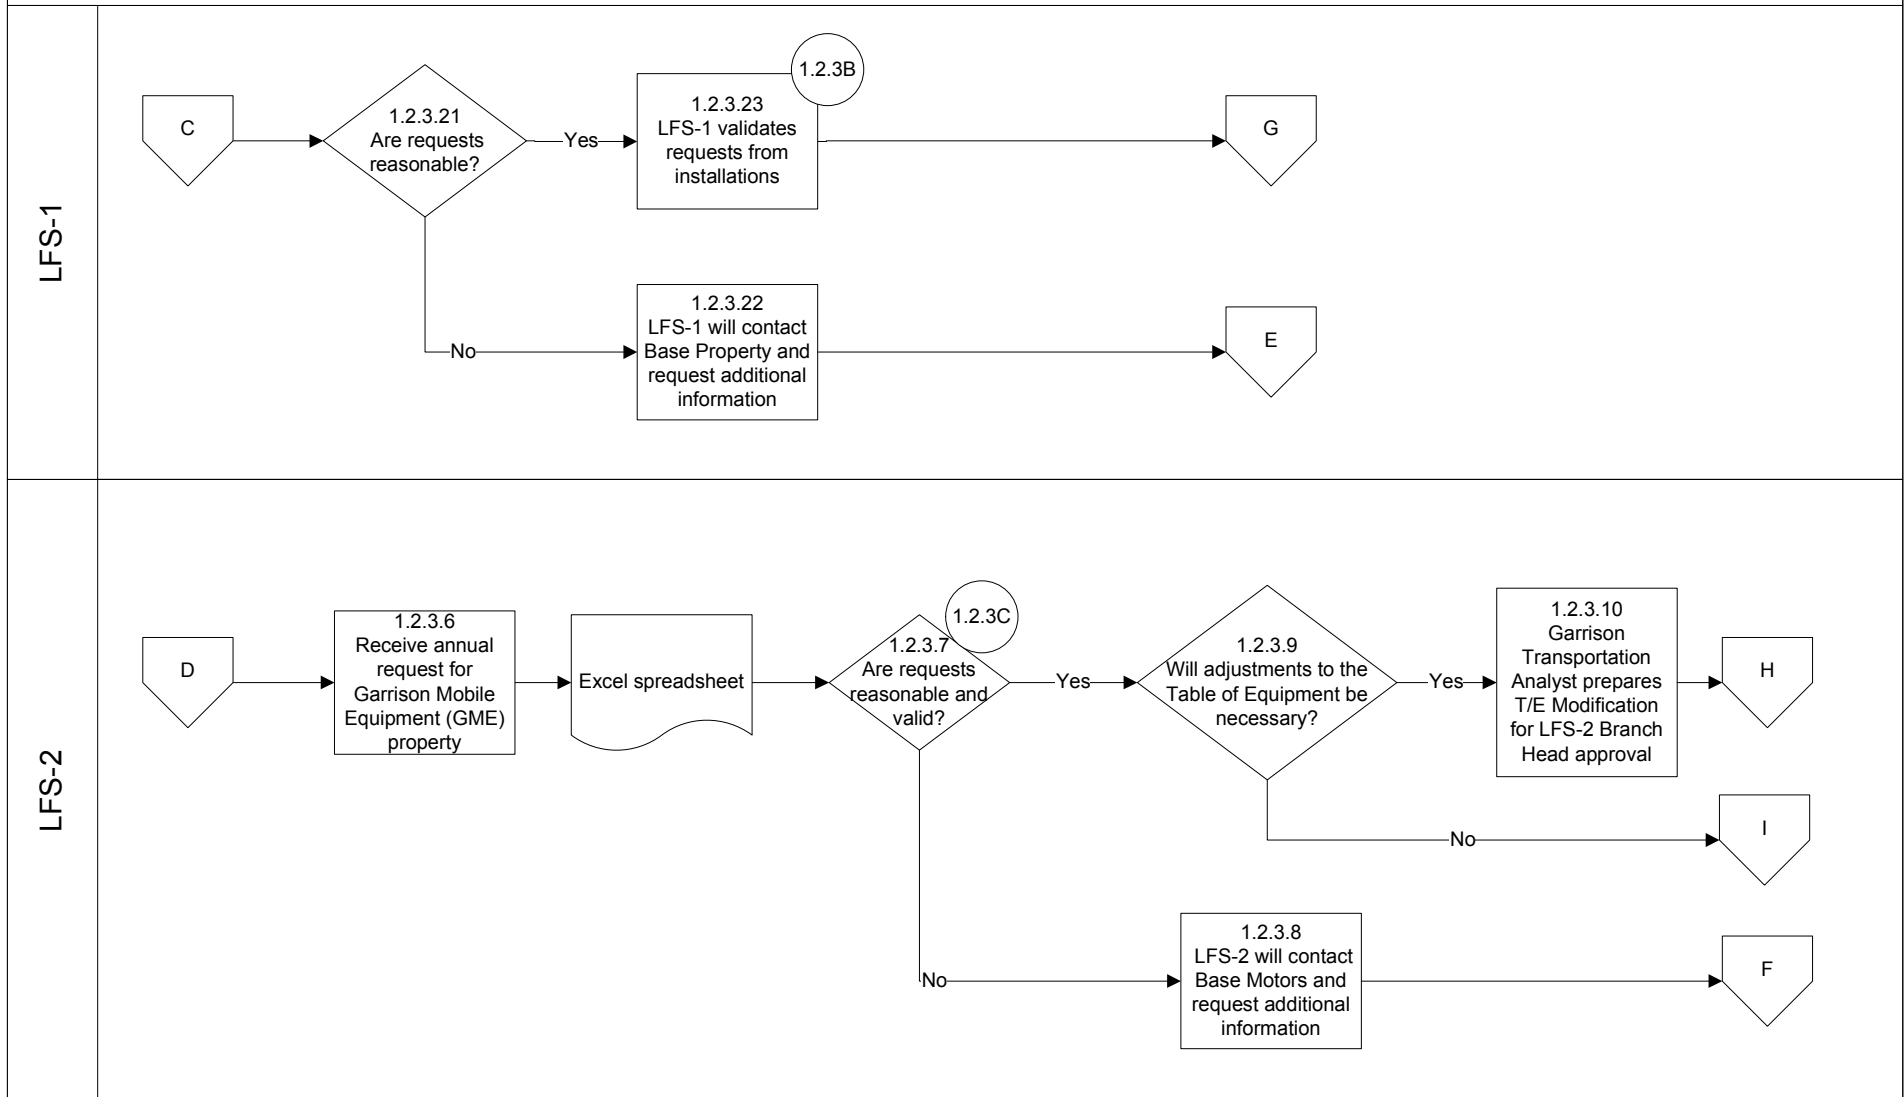 LFS-1
C
1.2.3.21
Are requests
reasonable?
Yes
1.2.3B
1.2.3.23
LFS-1 validates
requests from
installations
G
No
1.2.3.22
LFS-1 will contact
Base Property and
request additional
information
E
LFS-2
D
1.2.3.6
Receive annual
request for
Garrison Mobile
Equipment (GME)
property
Excel spreadsheet
1.2.3C
1.2.3.7
Are requests
reasonable and
valid?
Yes
1.2.3.9
Will adjustments to the
Table of Equipment be
necessary?
Yes
1.2.3.10
Garrison
Transportation
Analyst prepares
T/E Modification
for LFS-2 Branch
Head approval
H
No
I
No
1.2.3.8
LFS-2 will contact
Base Motors and
request additional
information
F